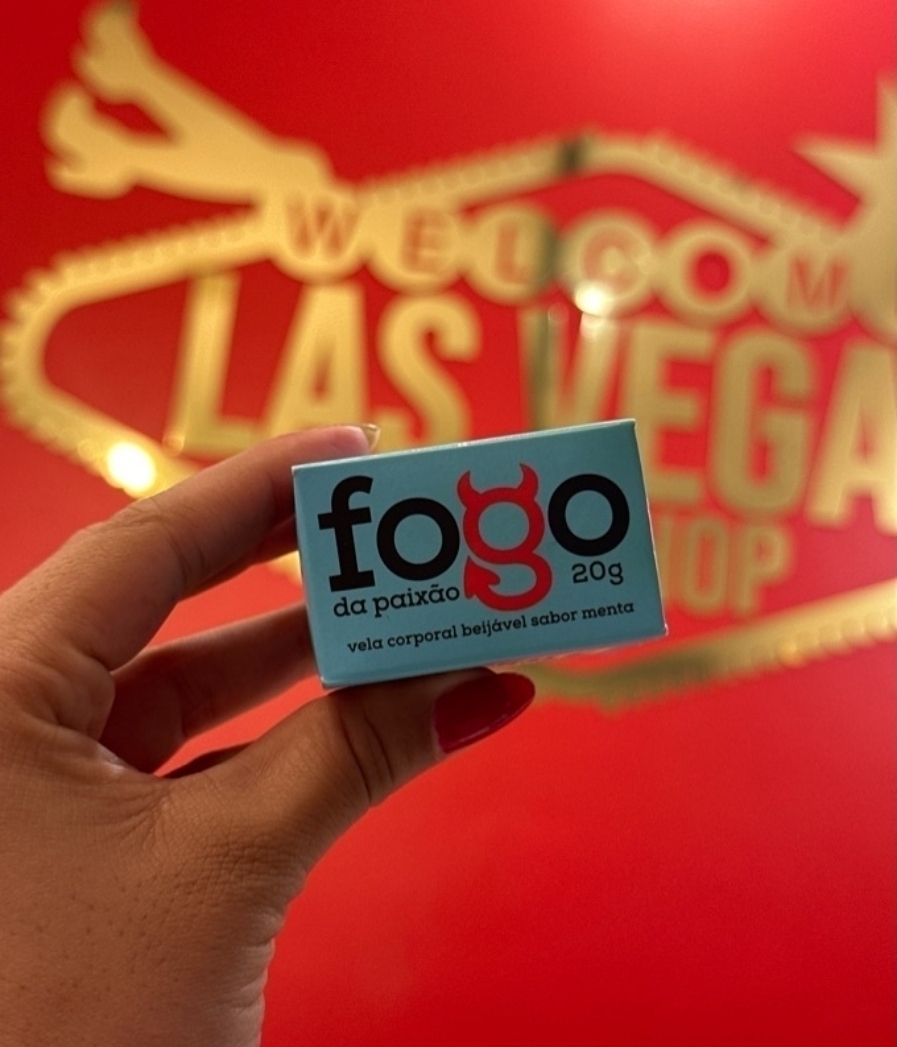 WELCOM
LAS VEGA
HOP
fogo
da paixão
20g
vela corporal beijável sabor menta